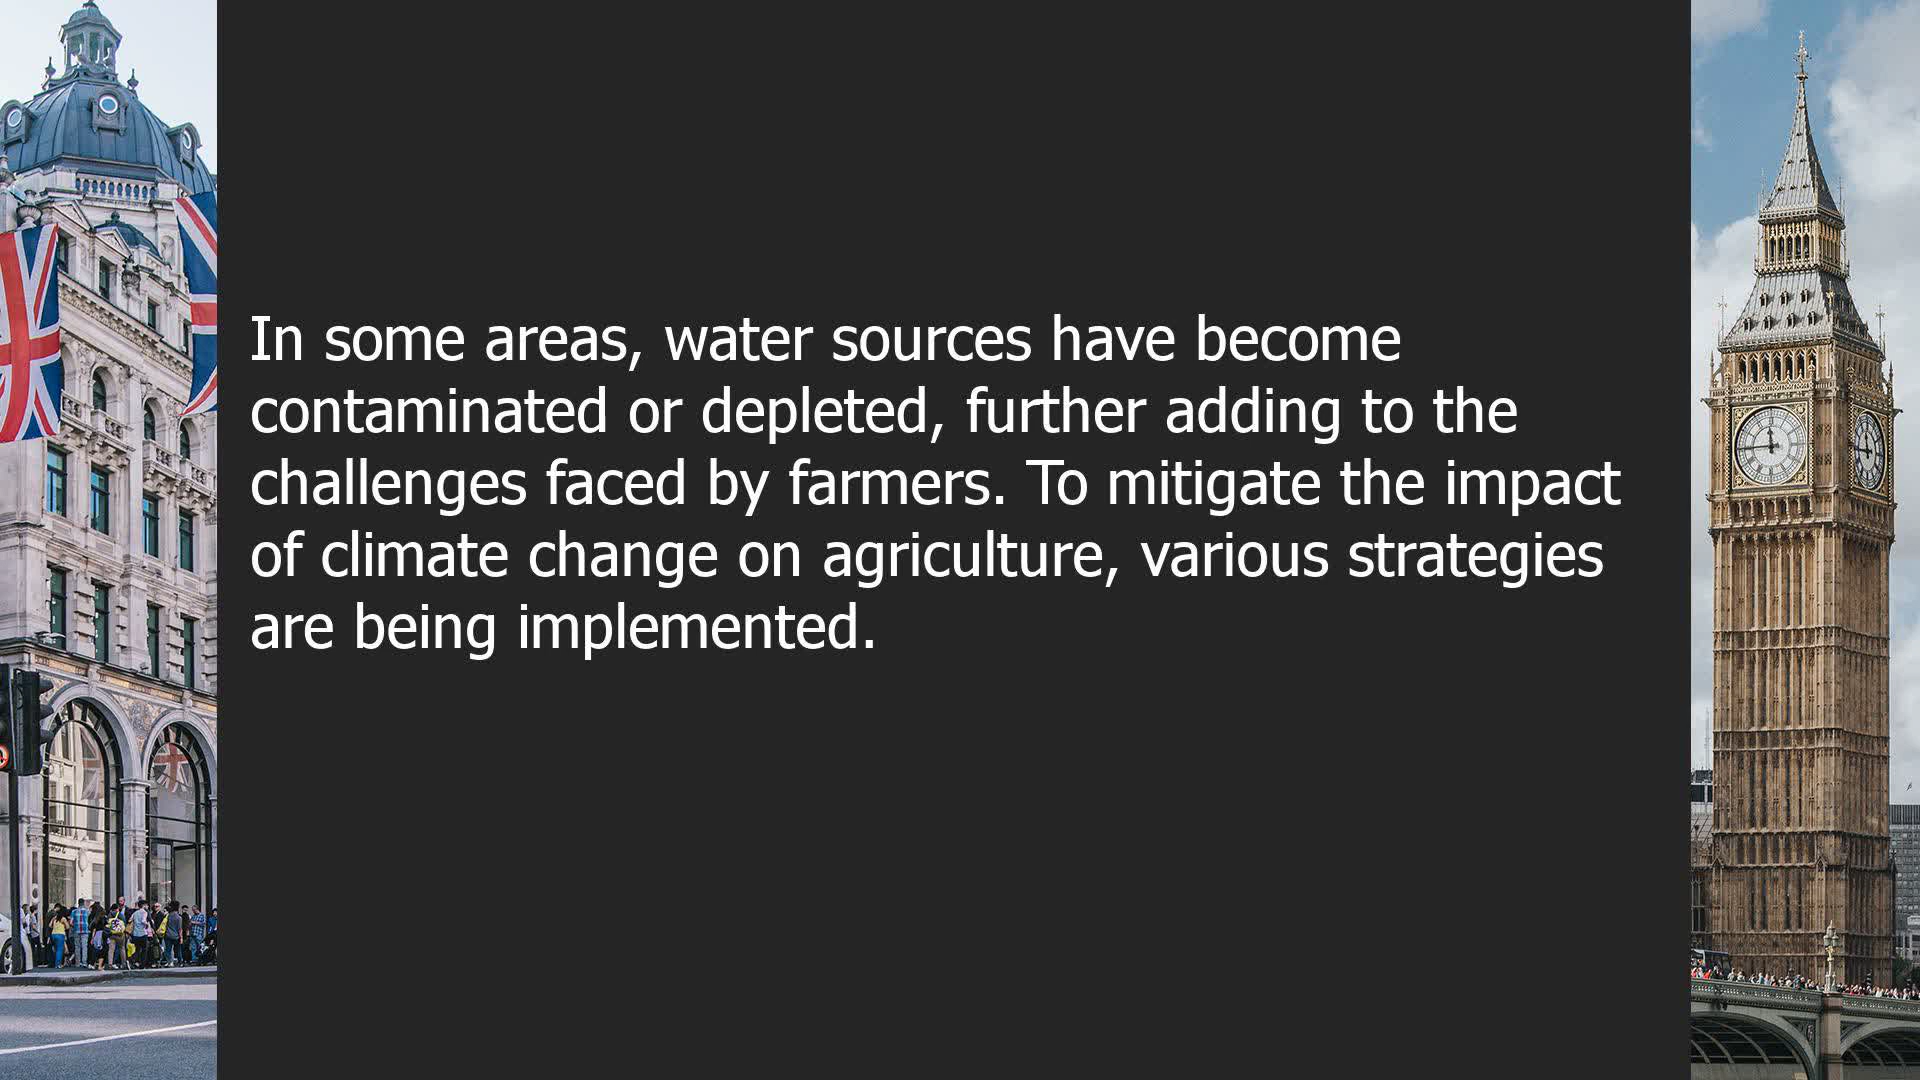 In some areas, water sources have become
contaminated or depleted, further adding to the
challenges faced by farmers. To mitigate the impact
of climate change on agriculture, various strategies
are being implemented.